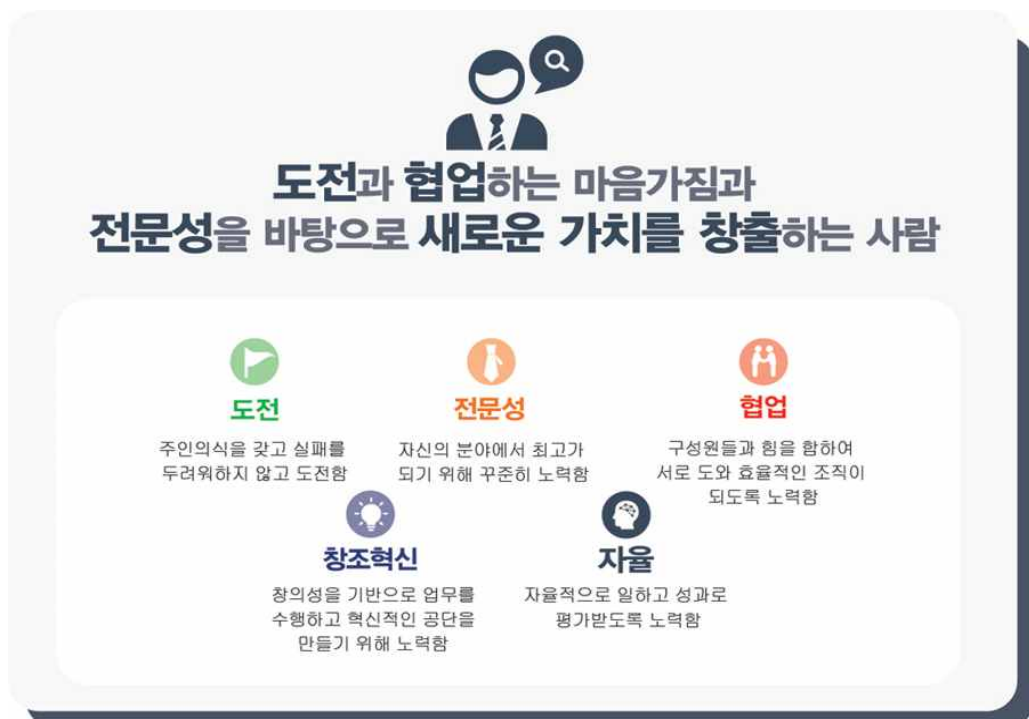 도전과 협업하는 마음가짐과
전문성을 바탕으로 새로운 가치를 창출하는 사람
도전
주인의식을 갖고 실패를
두려워하지 않고 도전함
전문성
자신의 분야에서 최고가
되기 위해 꾸준히 노력함
협업
구성원들과 힘을 합하여
서로 도와 효율적인 조직이
되도록 노력함
창조혁신
창의성을 기반으로 업무를
수행하고 혁신적인 공단을
만들기 위해 노력함
자율
자율적으로 일하고 성과로
평가받도록 노력함